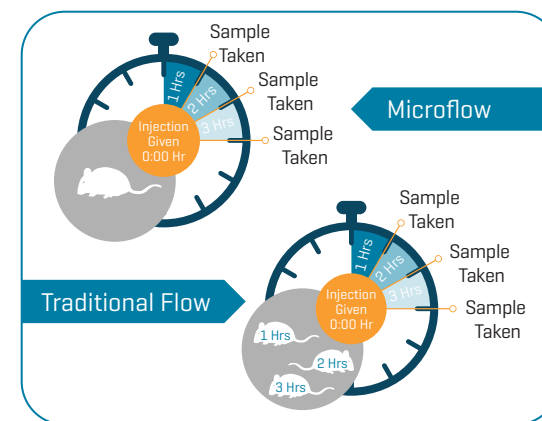 Sample
Taken
1 Hrs
2 Hrs
3 Hrs
Sample
Taken
Sample
Taken
Injection
Given
0:00 Hr
Microflow
Traditional Flow
Sample
Taken
1 Hrs
2 Hrs
3 Hrs
Sample
Taken
Sample
Taken
Injection
Given
0:00 Hr
1 Hrs
2 Hrs
3 Hrs